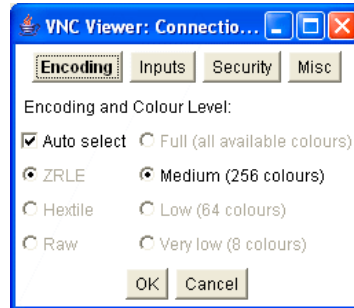 VNC Viewer: Connectio...
Encoding Inputs Security Misc
Encoding and Colour Level:
Auto select Full (all available colours)
ZRLE Medium (256 colours)
Hextile Low (64 colours)
Raw Very low (8 colours)
OK Cancel